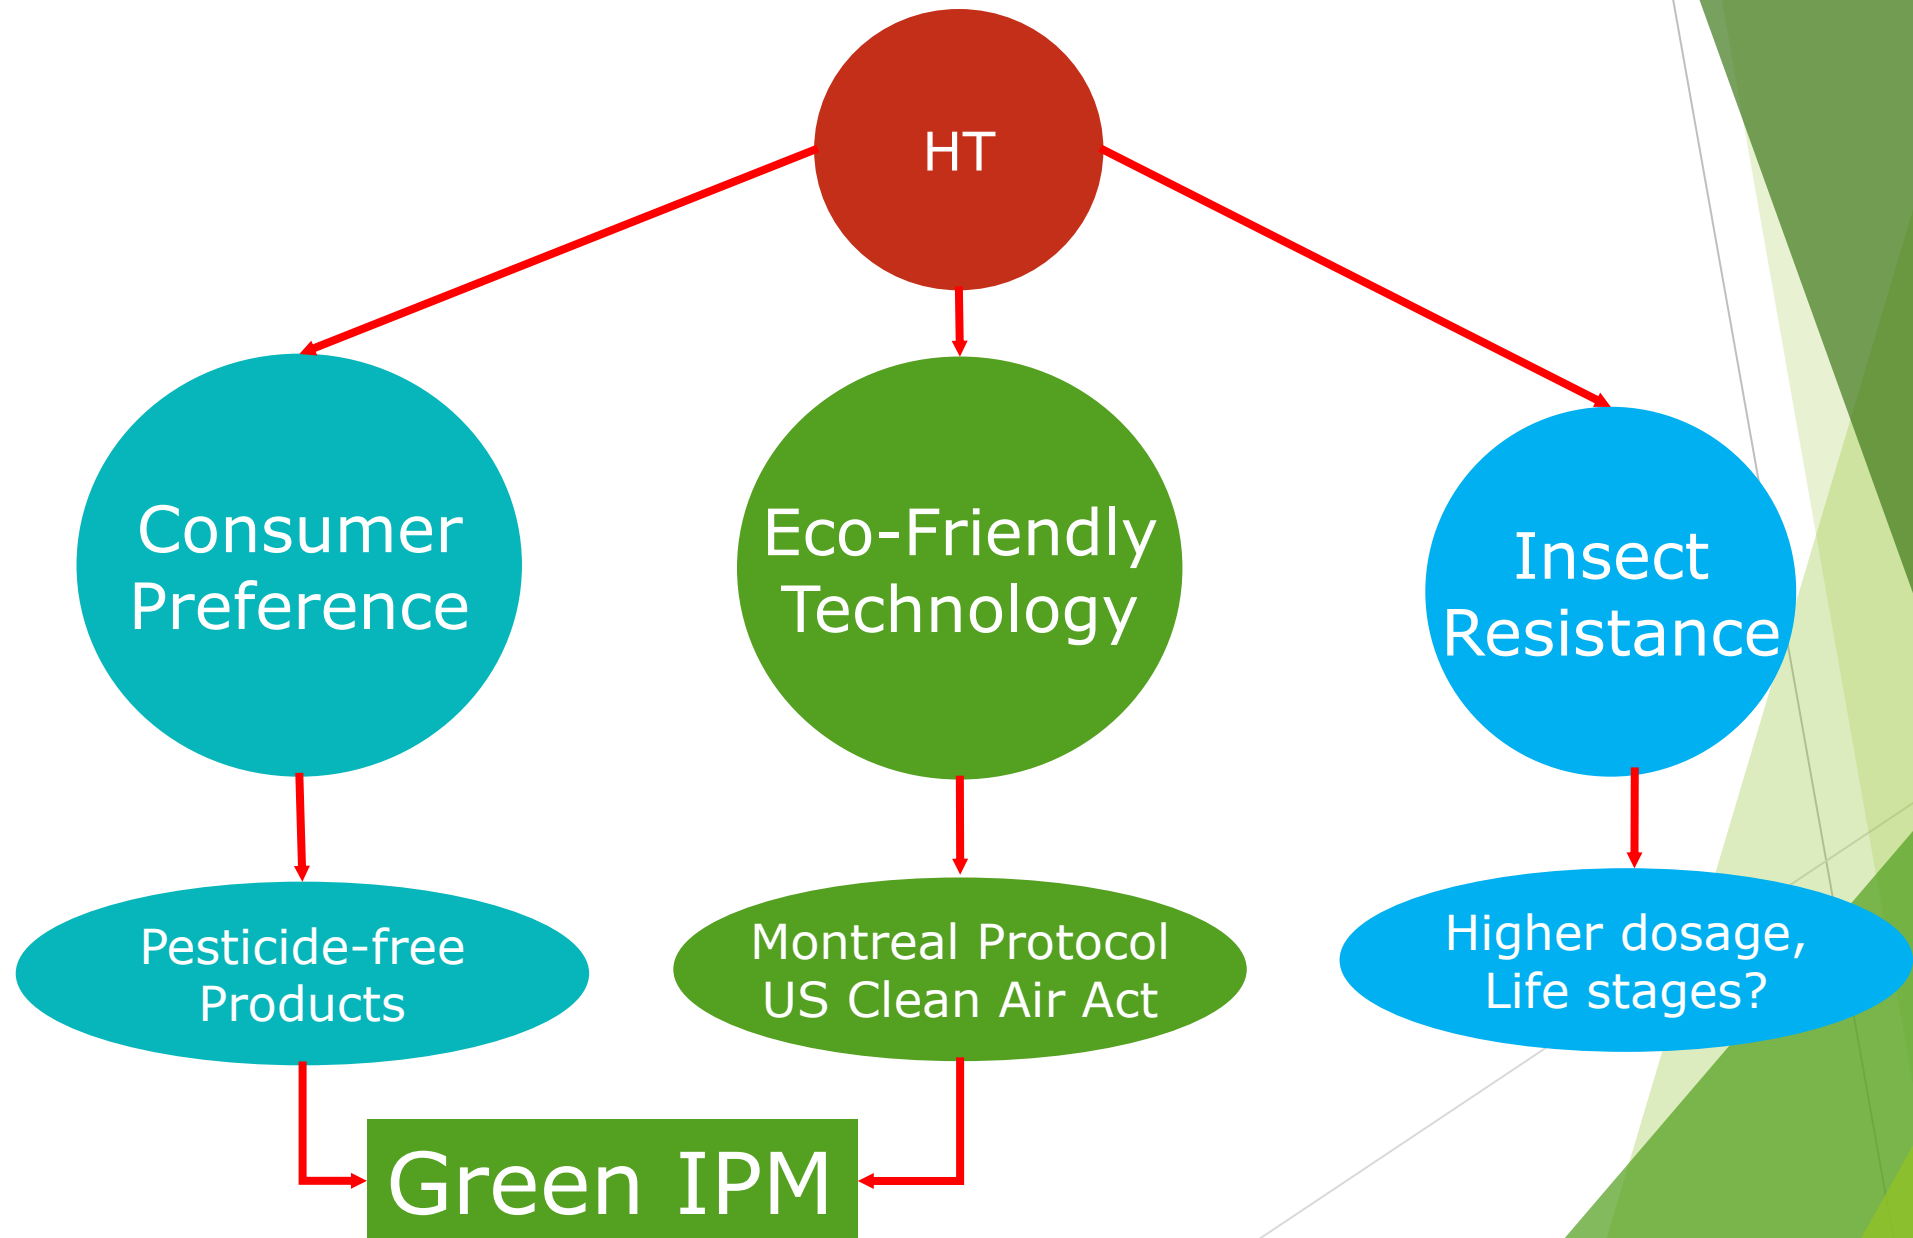 HT
Consumer
Preference
Eco-Friendly
Technology
Insect
Resistance
Pesticide-free
Products
Montreal Protocol
US Clean Air Act
Higher dosage,
Life stages?
Green IPM